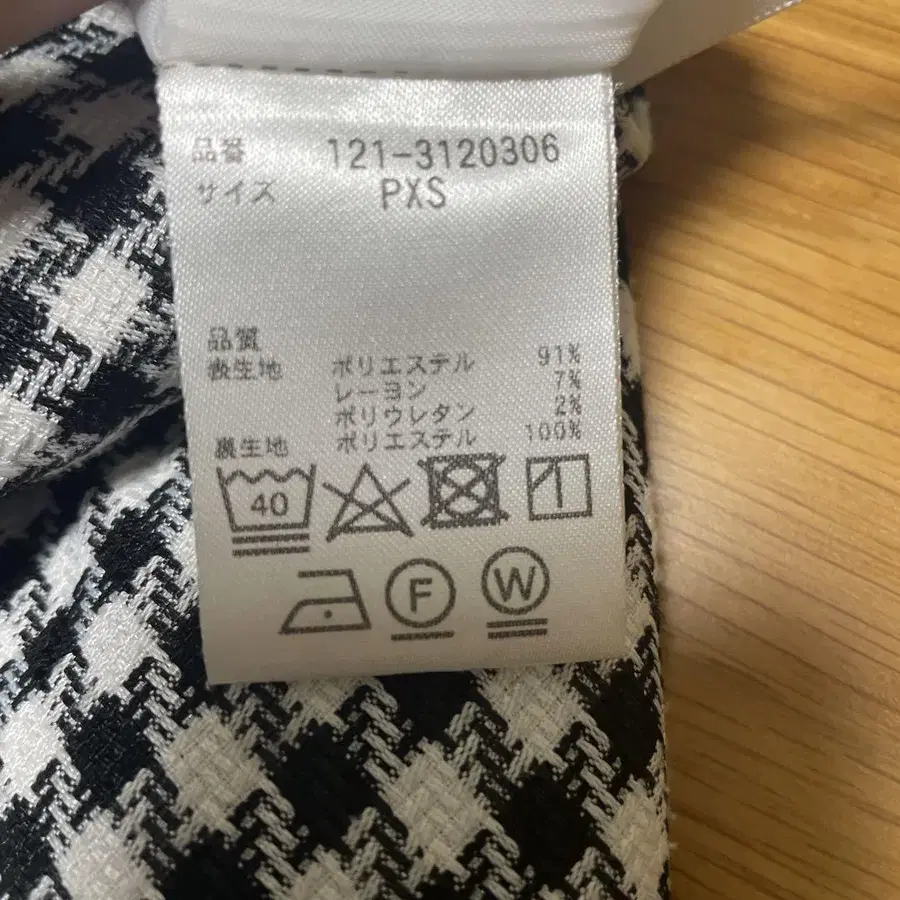 品番 121-3120306
サイズ PXS
品質
表生地 ポリエステル 91%
レーヨン 7%
ポリウレタン 2%
裏生地 ポリエステル 100%
40
F W